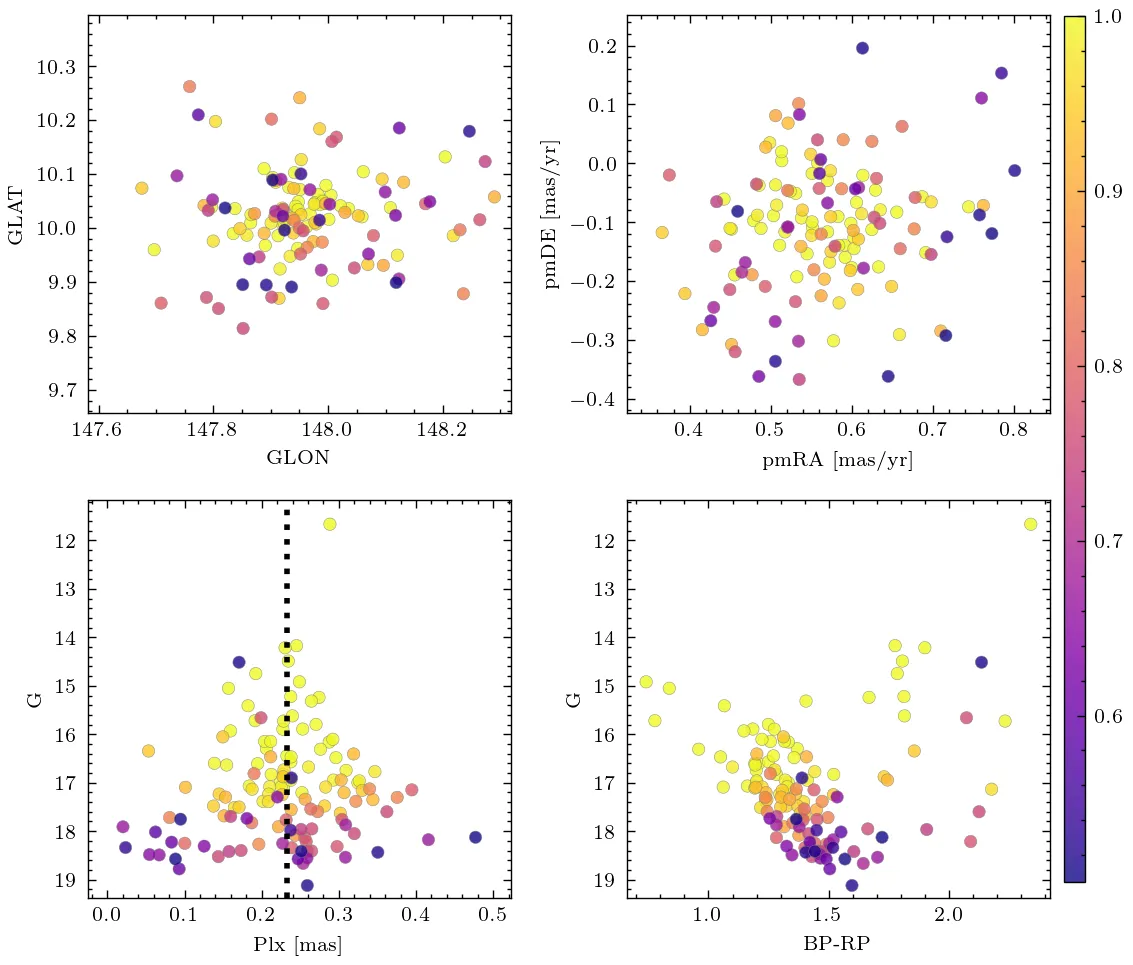 10.3
10.2
10.1
10.0
9.9
9.8
9.7
GLAT
147.6 147.8 148.0 148.2
GLON
0.2
0.1
0.0
−0.1
−0.2
−0.3
−0.4
pmDE [mas/yr]
0.4 0.5 0.6 0.7 0.8
pmRA [mas/yr]
12
13
14
15
16
17
18
19
G
0.0 0.1 0.2 0.3 0.4 0.5
Plx [mas]
12
13
14
15
16
17
18
19
G
1.0 1.5 2.0
BP-RP
1.0
0.9
0.8
0.7
0.6